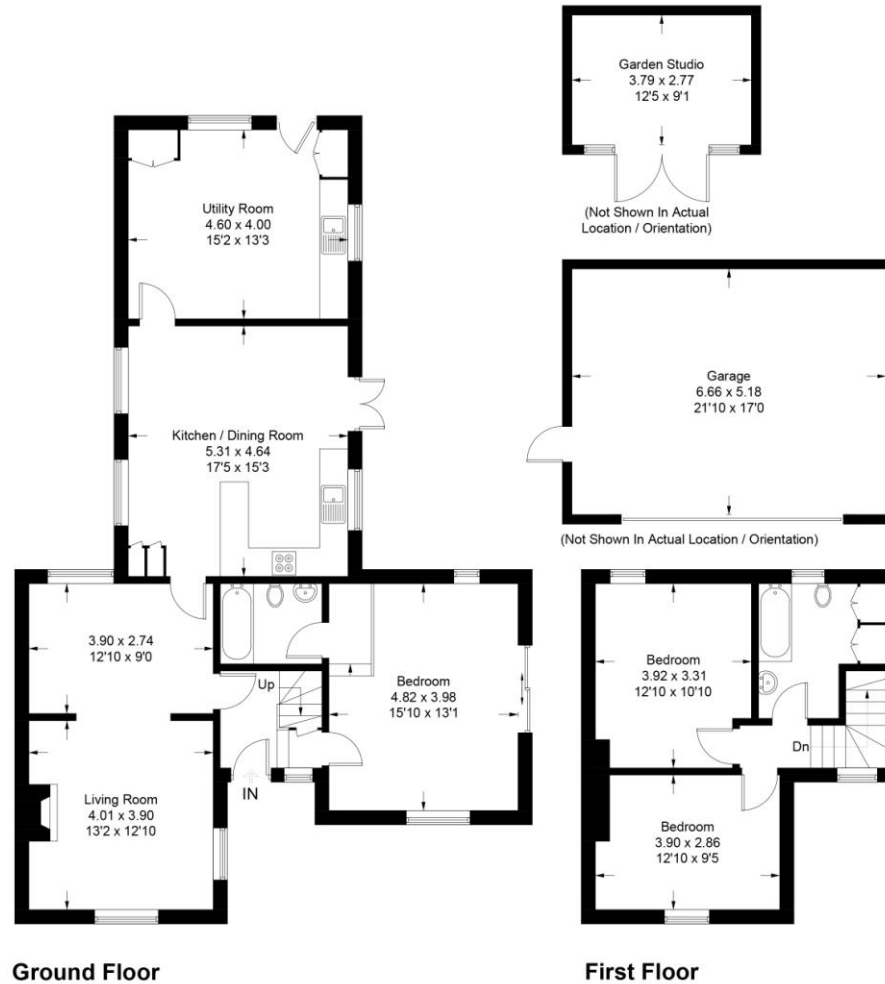 Garden Studio
3.79 x 2.77
12'5 x 9'1
(Not Shown In Actual
Location / Orientation)
Utility Room
4.60 x 4.00
15'2 x 13'3
Garage
6.66 x 5.18
21'10 x 17'0
(Not Shown In Actual Location / Orientation)
Kitchen / Dining Room
5.31 x 4.64
17'5 x 15'3
3.90 x 2.74
12'10 x 9'0
Up
Bedroom
4.82 x 3.98
15'10 x 13'1
IN
Living Room
4.01 x 3.90
13'2 x 12'10
Bedroom
3.92 x 3.31
12'10 x 10'10
Dn
Bedroom
3.90 x 2.86
12'10 x 9'5
Ground Floor
First Floor